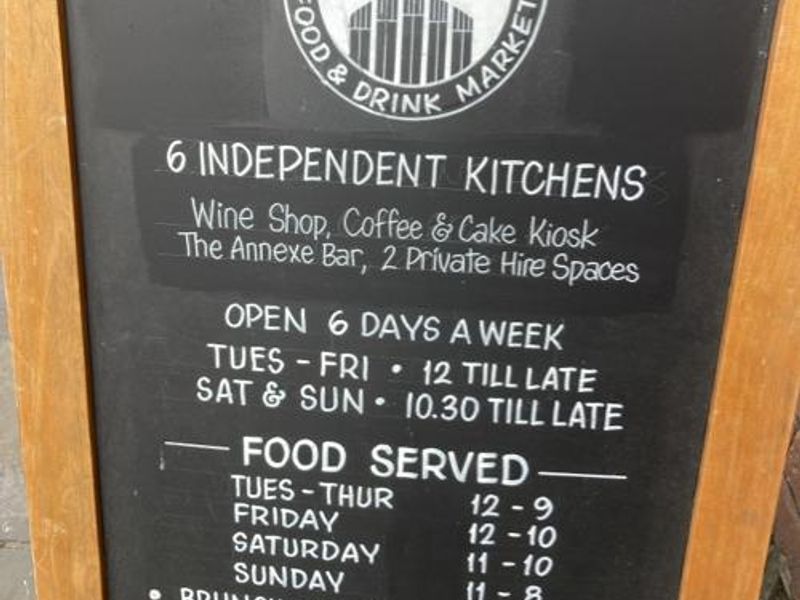 FOOD & DRINK MARKET
6 INDEPENDENT KITCHENS
Wine Shop, Coffee & Cake Kiosk
The Annexe Bar, 2 Private Hire Spaces
OPEN 6 DAYS A WEEK
TUES - FRI • 12 TILL LATE
SAT & SUN • 10.30 TILL LATE
FOOD SERVED
TUES - THUR 12 - 9
FRIDAY 12 - 10
SATURDAY 11 - 10
SUNDAY 11 - 8